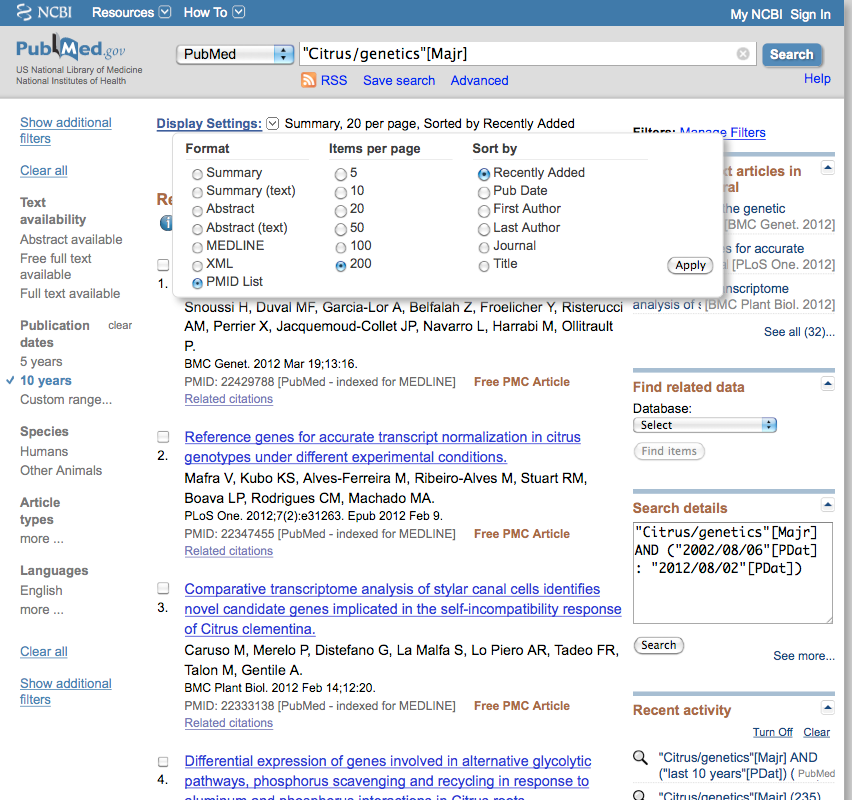 NCBI Resources How To My NCBI Sign In
PubMed.gov
US National Library of Medicine
National Institutes of Health
PubMed "Citrus/genetics"[Majr] Search
RSS Save search Advanced Help
Show additional
filters
Clear all
Text
availability
Abstract available
Free full text
available
Full text available
Publication clear
dates
5 years
10 years
Custom range...
Species
Humans
Other Animals
Article
types
more ...
Languages
English
more ...
Clear all
Show additional
filters
Display Settings: Summary, 20 per page, Sorted by Recently Added
Format Items per page Sort by
Summary 5 Recently Added
Summary (text) 10 Pub Date
Abstract 20 First Author
Abstract (text) 50 Last Author
MEDLINE 100 Journal
XML 200 Title
PMID List
Apply
1.
Snoussi H, Duval MF, Garcia-Lor A, Belfalah Z, Froelicher Y, Risterucci
AM, Perrier X, Jacquemoud-Collet JP, Navarro L, Harrabi M, Ollitrault
P.
BMC Genet. 2012 Mar 19;13:16.
PMID: 22429788 [PubMed - indexed for MEDLINE] Free PMC Article
Related citations
Reference genes for accurate transcript normalization in citrus
2. genotypes under different experimental conditions.
Mafra V, Kubo KS, Alves-Ferreira M, Ribeiro-Alves M, Stuart RM,
Boava LP, Rodrigues CM, Machado MA.
PLoS One. 2012;7(2):e31263. Epub 2012 Feb 9.
PMID: 22347455 [PubMed - indexed for MEDLINE] Free PMC Article
Related citations
Comparative transcriptome analysis of stylar canal cells identifies
3. novel candidate genes implicated in the self-incompatibility response
of Citrus clementina.
Caruso M, Merelo P, Distefano G, La Malfa S, Lo Piero AR, Tadeo FR,
Talon M, Gentile A.
BMC Plant Biol. 2012 Feb 14;12:20.
PMID: 22333138 [PubMed - indexed for MEDLINE] Free PMC Article
Related citations
Differential expression of genes involved in alternative glycolytic
4. pathways, phosphorus scavenging and recycling in response to
aluminum and phosphorus interactions in Citrus roots.
Filters: Manage Filters
articles in
the genetic
[BMC Genet. 2012]
for accurate
[PLoS One. 2012]
analysis of [BMC Plant Biol. 2012]
See all (32)...
Find related data
Database:
Select
Find items
Search details
"Citrus/genetics"[Majr]
AND ("2002/08/06"[PDat]
: "2012/08/02"[PDat])
Search
See more...
Recent activity
Turn Off Clear
"Citrus/genetics"[Majr] AND
("last 10 years"[PDat]) ( PubMed
"Citrus/genetics"[Majr] (235)